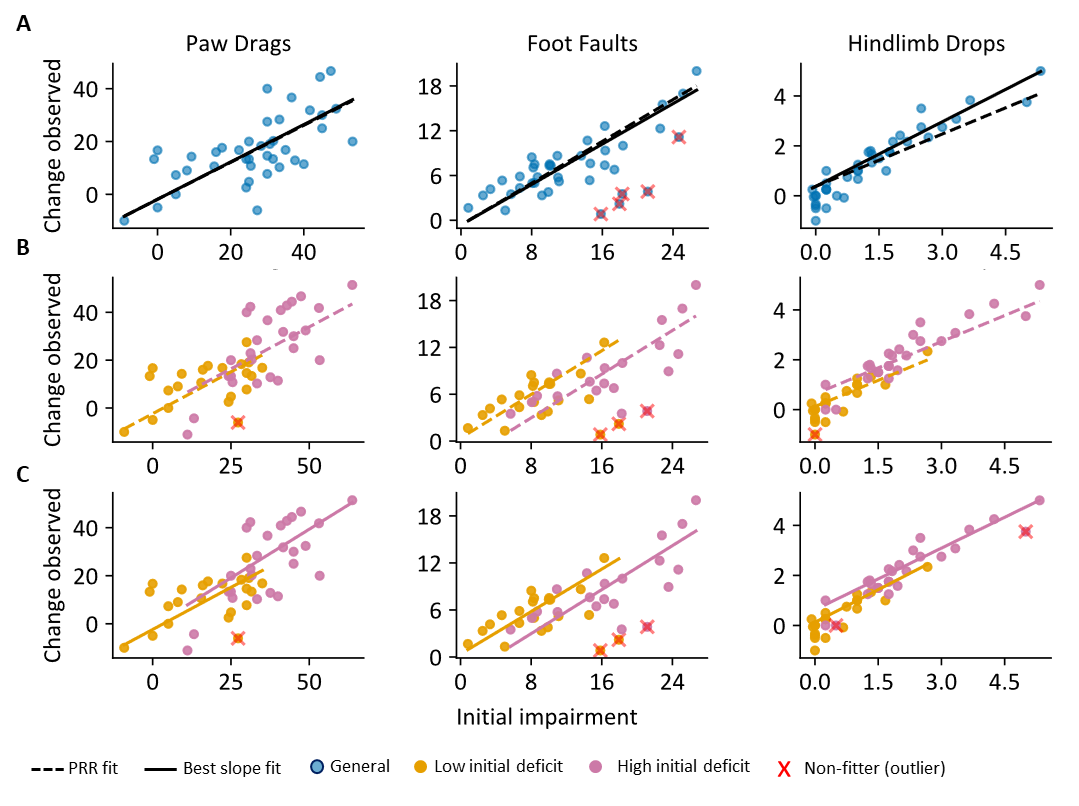 A
Paw Drags Foot Faults Hindlimb Drops
Change observed
40
20
0
0 20 40
18
12
6
0
0 8 16 24
4
2
0
0.0 1.5 3.0 4.5
B
Change observed
40
20
0
0 25 50
18
12
6
0
0 8 16 24
4
2
0
0.0 1.5 3.0 4.5
C
Change observed
40
20
0
0 25 50
18
12
6
0
0 8 16 24
4
2
0
0.0 1.5 3.0 4.5
Initial impairment
PRR fit Best slope fit General Low initial deficit High initial deficit Non-fitter (outlier)